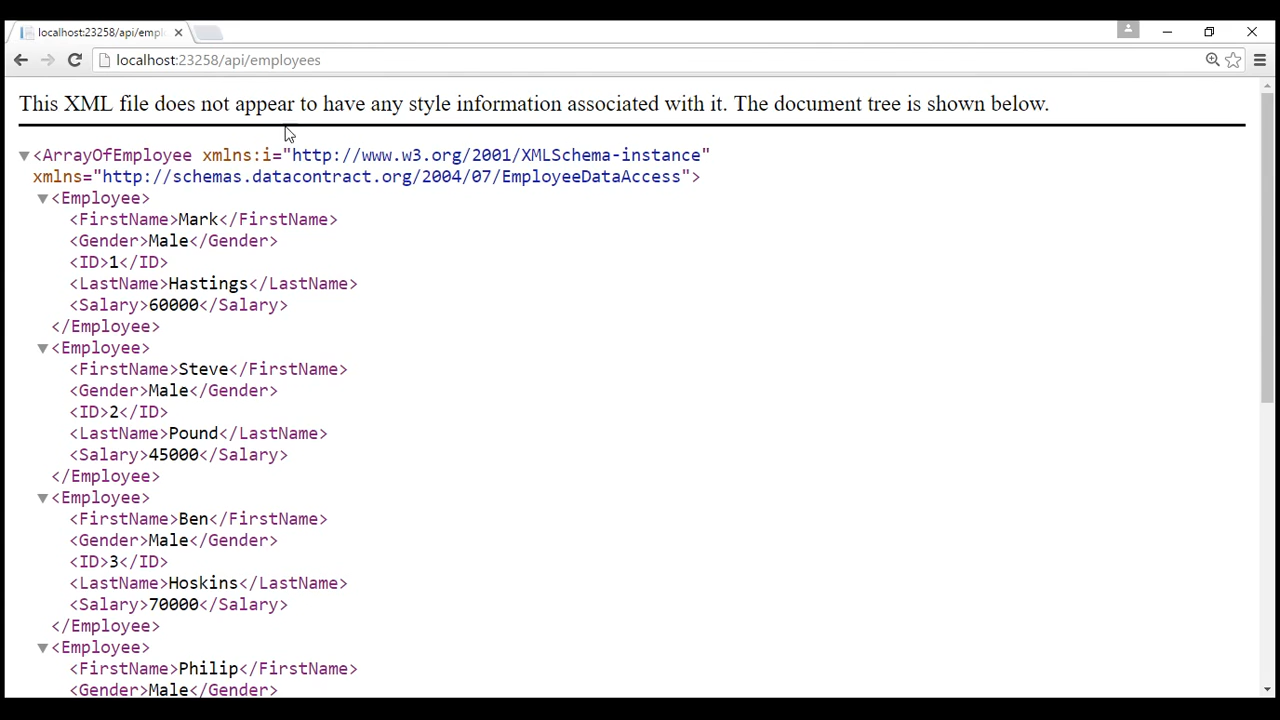 localhost:23258/api/empl
localhost:23258/api/employees
This XML file does not appear to have any style information associated with it. The document tree is shown below.
▼<ArrayOfEmployee xmlns:i="http://www.w3.org/2001/XMLSchema-instance"
xmlns="http://schemas.datacontract.org/2004/07/EmployeeDataAccess">
▼<Employee>
<FirstName>Mark</FirstName>
<Gender>Male</Gender>
<ID>1</ID>
<LastName>Hastings</LastName>
<Salary>60000</Salary>
</Employee>
▼<Employee>
<FirstName>Steve</FirstName>
<Gender>Male</Gender>
<ID>2</ID>
<LastName>Pound</LastName>
<Salary>45000</Salary>
</Employee>
▼<Employee>
<FirstName>Ben</FirstName>
<Gender>Male</Gender>
<ID>3</ID>
<LastName>Hoskins</LastName>
<Salary>70000</Salary>
</Employee>
▼<Employee>
<FirstName>Philip</FirstName>
<Gender>Male</Gender>